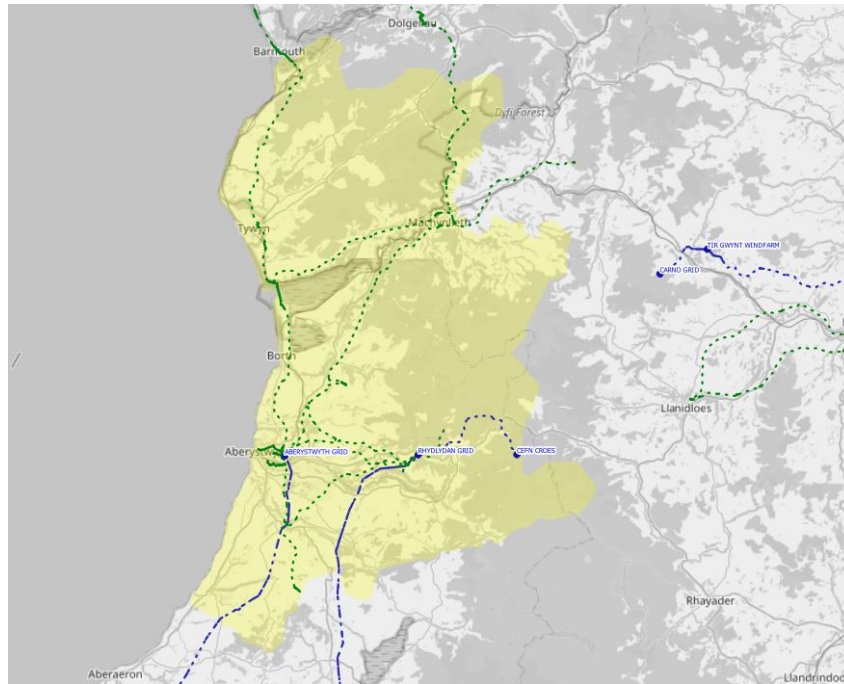 Dolgellau
Barmouth
Dyfi Forest
Machynlleth
Tywyn
TIR GWYNT WINDFARM
CARNO GRID
Borth
Llanidloes
ABERYSTWYTH GRID
RHYDLYDAN GRID
CEFN CROES
Rhayader
Aberaeron
Llandrindod